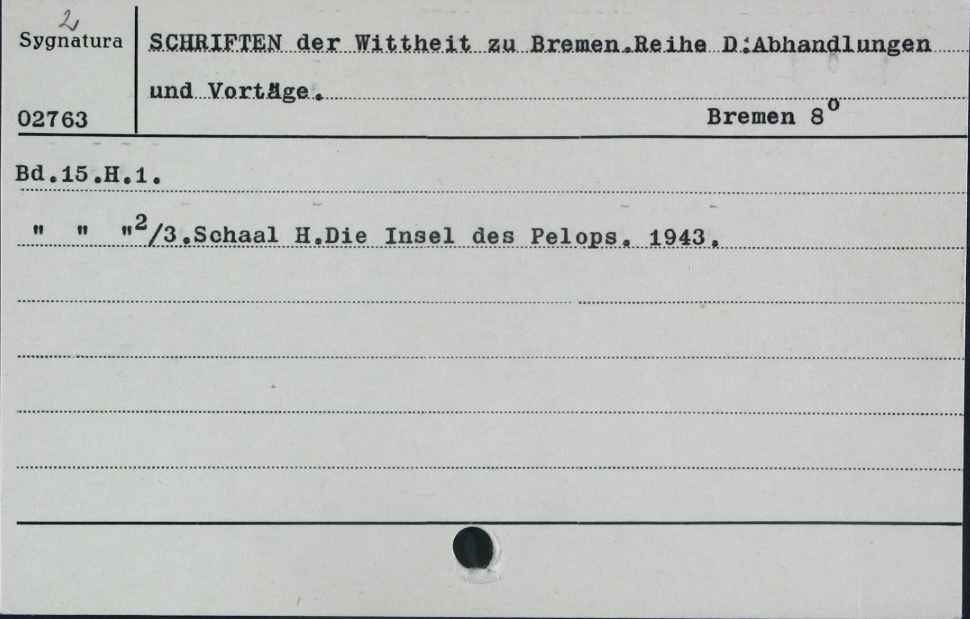 2
Sygnatura
SCHRIFTEN der Wittheit zu Bremen.Reihe D:Abhandlungen
und Vortäge.
02763
Bremen 8°
Bd.15.H.1.
" " "2/3.Schaal H.Die Insel des Pelops. 1943.